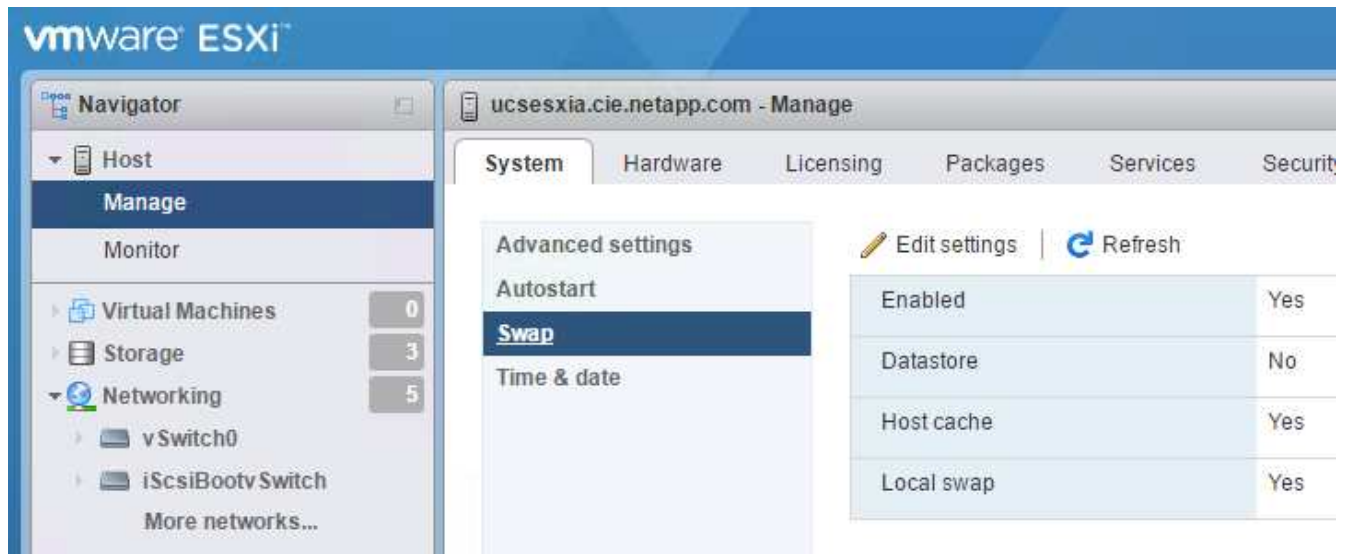 vmware ESXi™
Navigator
Host
Manage
Monitor
Virtual Machines 0
Storage 3
Networking 5
vSwitch0
iScsiBootvSwitch
More networks...
ucsesxia.cie.netapp.com - Manage
System Hardware Licensing Packages Services Security
Advanced settings
Autostart
Swap
Time & date
Edit settings | Refresh
Enabled Yes
Datastore No
Host cache Yes
Local swap Yes